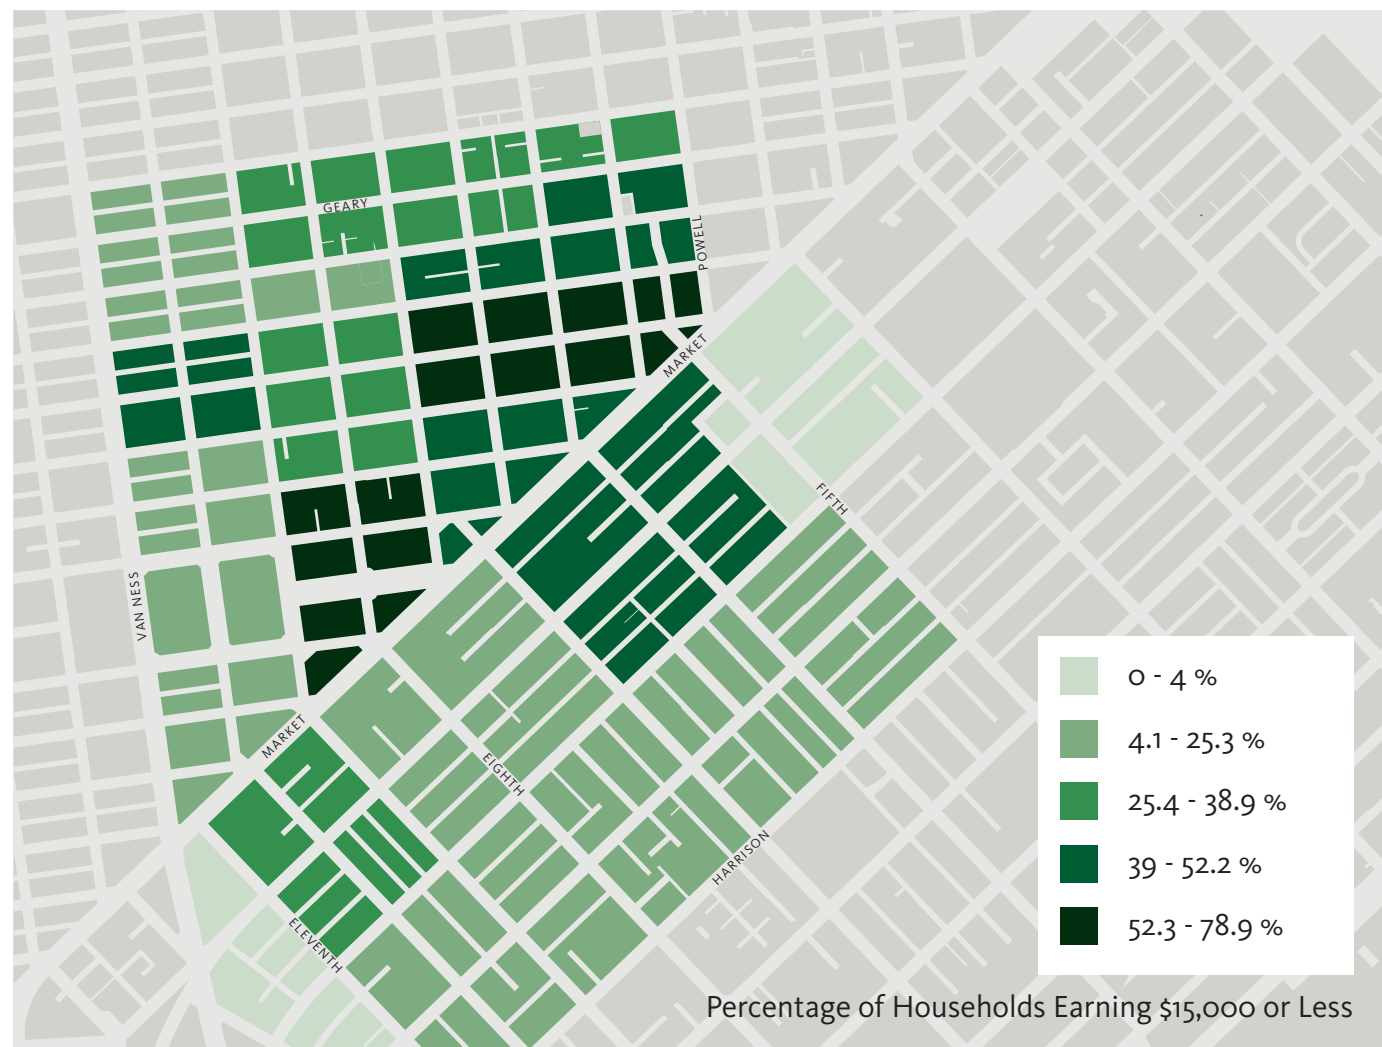 GEARY
POWELL
MARKET
FIFTH
VAN NESS
MARKET
EIGHTH
HARRISON
ELEVENTH
0 - 4 %
4.1 - 25.3 %
25.4 - 38.9 %
39 - 52.2 %
52.3 - 78.9 %
Percentage of Households Earning $15,000 or Less